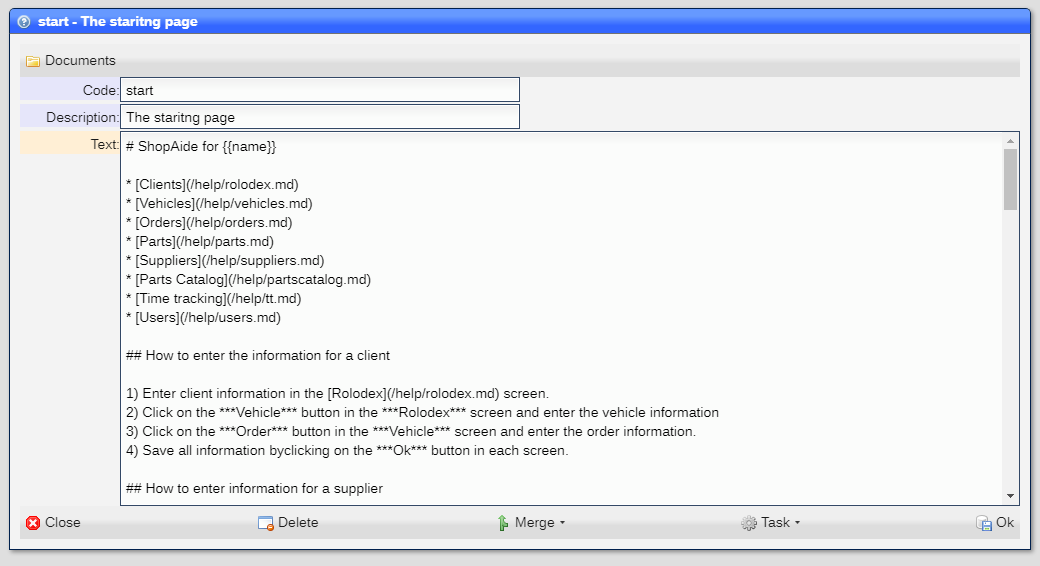 start - The staritng page
Documents
Code: start
Description: The staritng page
Text: # ShopAide for {{name}}
* [Clients](/help/rolodex.md)
* [Vehicles](/help/vehicles.md)
* [Orders](/help/orders.md)
* [Parts](/help/parts.md)
* [Suppliers](/help/suppliers.md)
* [Parts Catalog](/help/partscatalog.md)
* [Time tracking](/help/tt.md)
* [Users](/help/users.md)
## How to enter the information for a client
1) Enter client information in the [Rolodex](/help/rolodex.md) screen.
2) Click on the ***Vehicle*** button in the ***Rolodex*** screen and enter the vehicle information
3) Click on the ***Order*** button in the ***Vehicle*** screen and enter the order information.
4) Save all information byclicking on the ***Ok*** button in each screen.
## How to enter information for a supplier
Close Delete Merge Task Ok